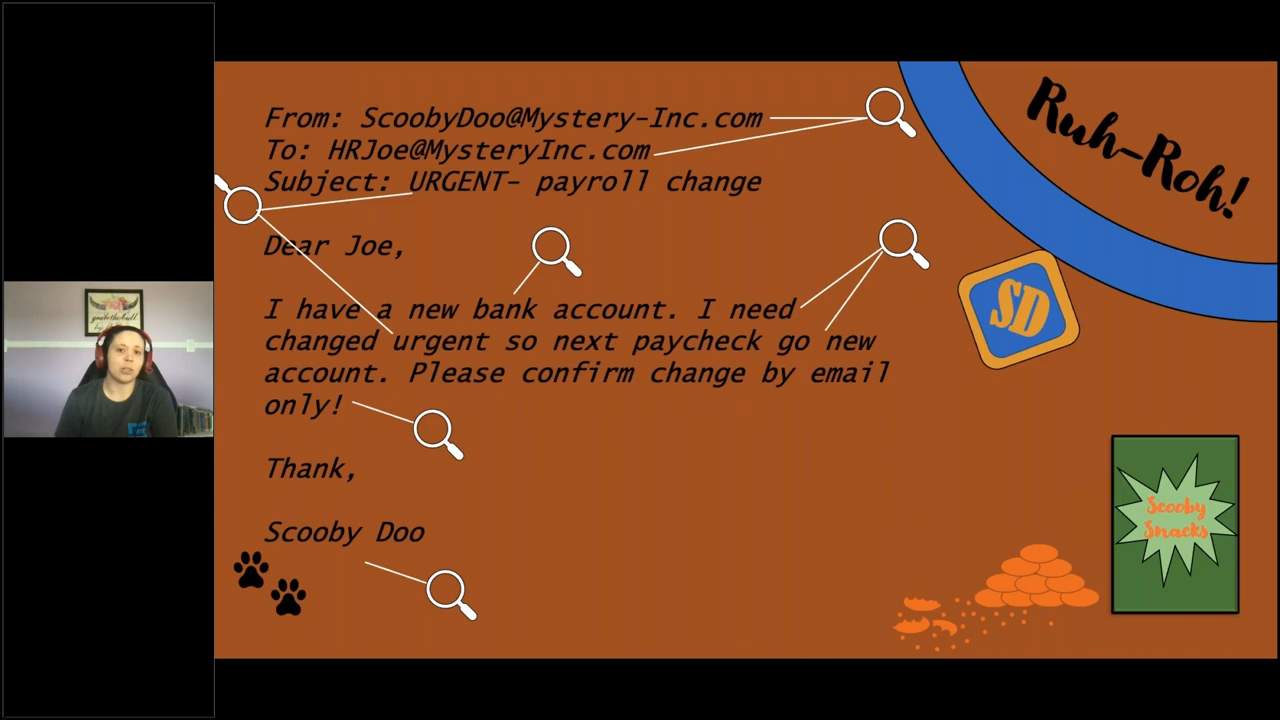 From: ScoobyDoo@Mystery-Inc.com
To: HRJoe@MysteryInc.com
Subject: URGENT- payroll change
Dear Joe,
I have a new bank account. I need
changed urgent so next paycheck go new
account. Please confirm change by email
only!
Thank,
Scooby Doo
Ruh-Roh!
SD
Scooby
Snacks